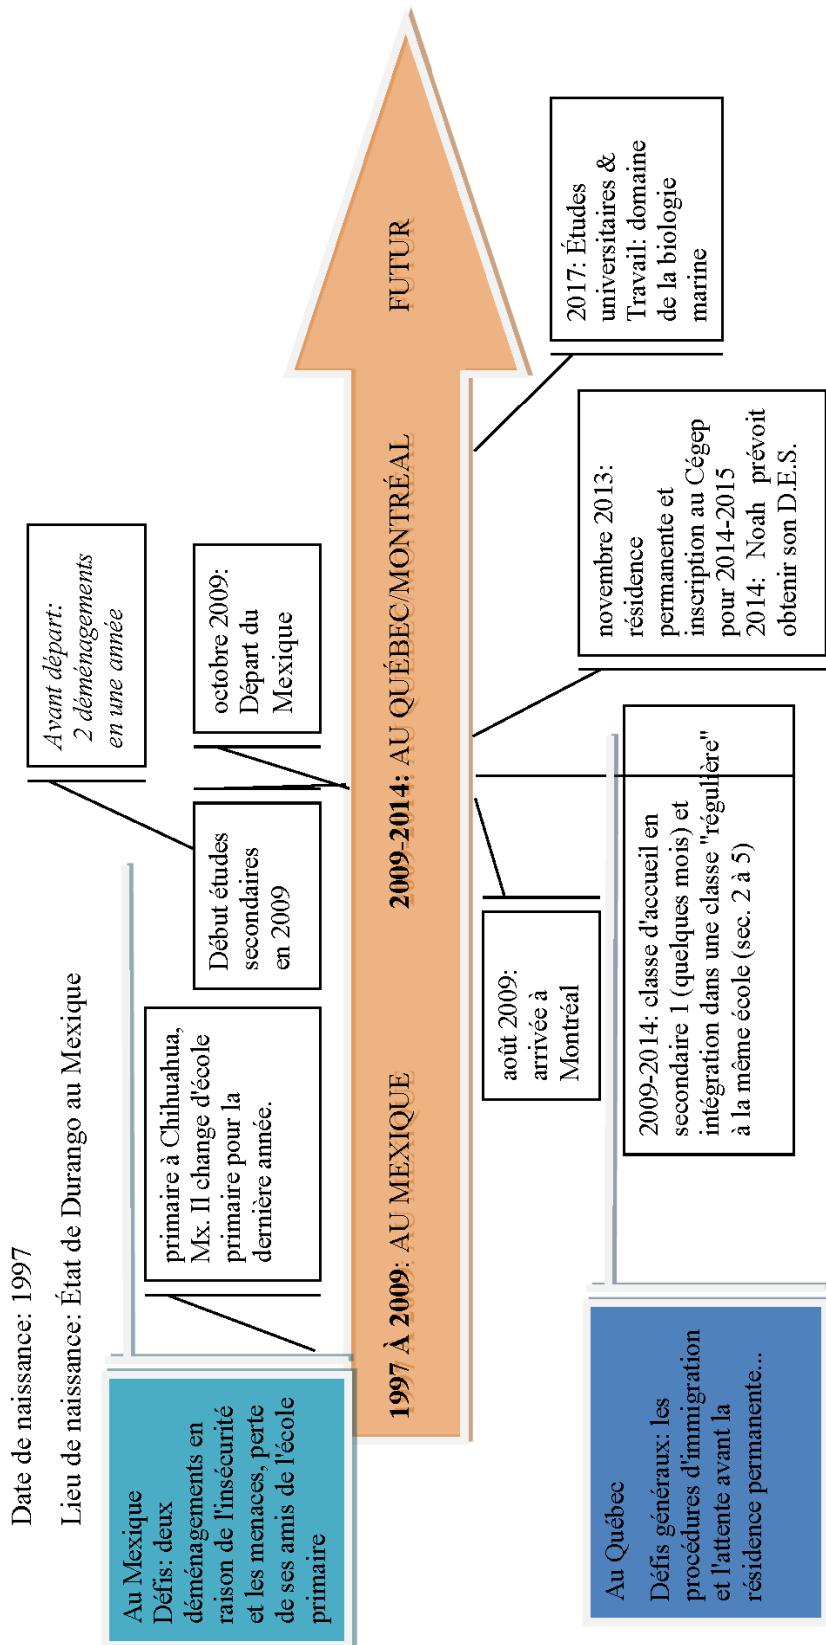 Date de naissance: 1997
Lieu de naissance: État de Durango au Mexique
Au Mexique
Défis: deux
déménagements en
raison de l'insécurité
et les menaces, perte
de ses amis de l'école
primaire
primaire à Chihuahua,
Mx. Il change d'école
primaire pour la
dernière année.
Début études
secondaires
en 2009
Avant départ:
2 déménagements
en une année
octobre 2009:
Départ du
Mexique
1997 À 2009: AU MEXIQUE
2009-2014: AU QUÉBEC/MONTRÉAL
FUTUR
août 2009:
arrivée à
Montréal
2009-2014: classe d'accueil en
secondaire 1 (quelques mois) et
intégration dans une classe "régulière"
à la même école (sec. 2 à 5)
novembre 2013:
résidence
permanente et
inscription au Cégep
pour 2014-2015
2014: Noah prévoit
obtenir son D.E.S.
2017: Études
universitaires &
Travail: domaine
de la biologie
marine
Au Québec
Défis généraux: les
procédures d'immigration
et l'attente avant la
résidence permanente...